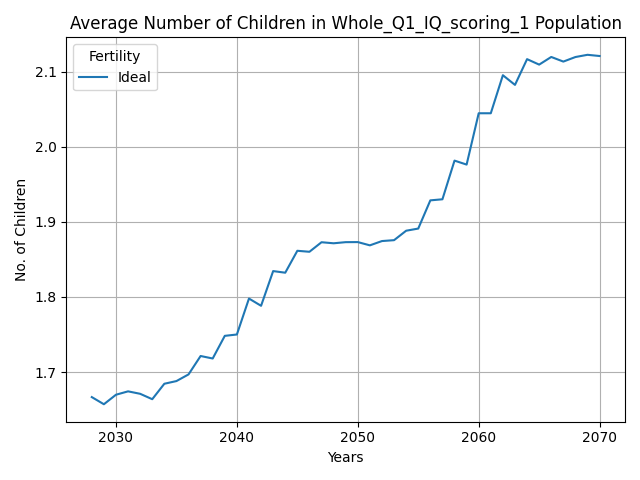 Average Number of Children in Whole_Q1_IQ_scoring_1 Population
Fertility
Ideal
No. of Children
2.1
2.0
1.9
1.8
1.7
2030 2040 2050 2060 2070
Years